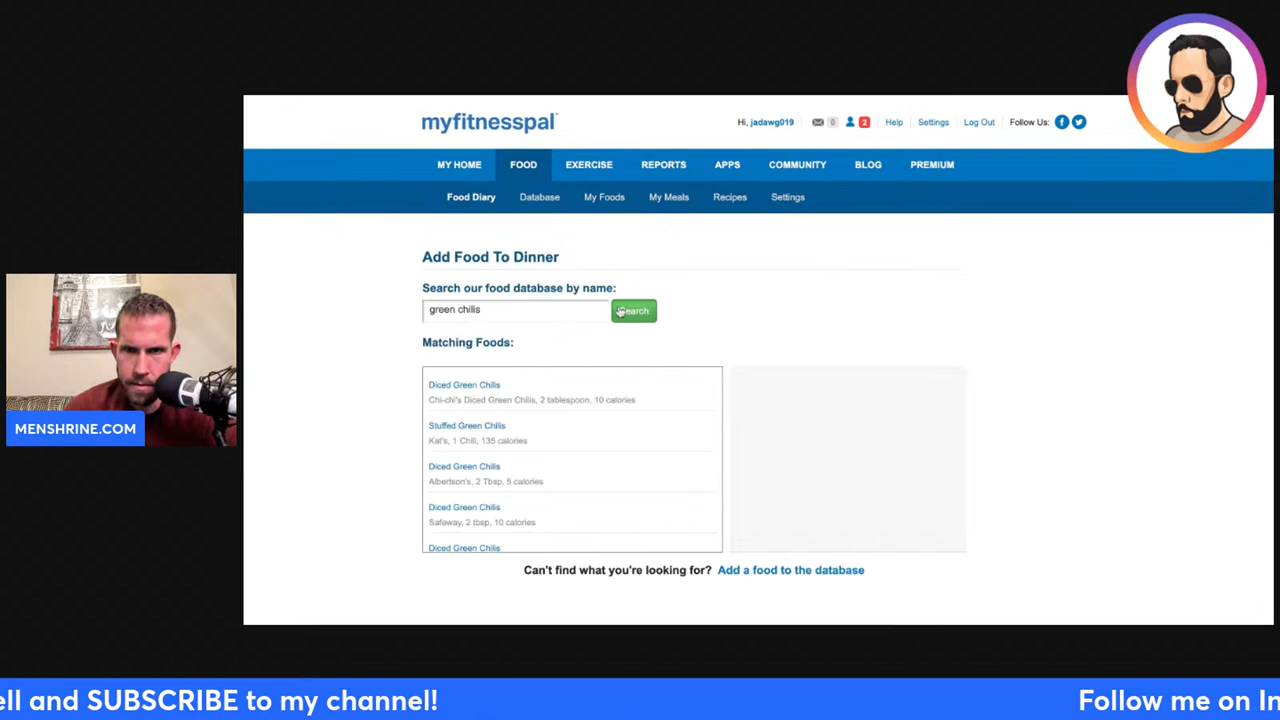 myfitnesspal
Hi, jadawg019
0
2
Help
Settings
Log Out
Follow Us:
MY HOME
FOOD
EXERCISE
REPORTS
APPS
COMMUNITY
BLOG
PREMIUM
Food Diary
Database
My Foods
My Meals
Recipes
Settings
Add Food To Dinner
Search our food database by name:
green chilis
Search
Matching Foods:
Diced Green Chilis
Chi-chi's Diced Green Chilis, 2 tablespoon, 10 calories
Stuffed Green Chilis
Kat's, 1 Chili, 135 calories
Diced Green Chilis
Albertson's, 2 Tbsp, 5 calories
Diced Green Chilis
Safeway, 2 tbsp, 10 calories
Diced Green Chilis
Can't find what you're looking for? Add a food to the database
MENSHRINE.COM
ell and SUBSCRIBE to my channel!
Follow me on In